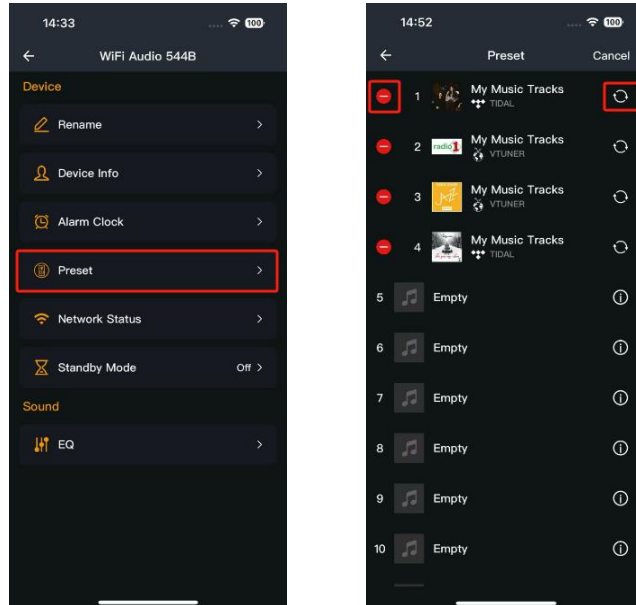 14:33
100
WiFi Audio 544B
Device
Rename
Device Info
Alarm Clock
Preset
Network Status
Standby Mode Off
Sound
EQ
14:52
100
Preset Cancel
1 My Music Tracks
TIDAL
2 radio 1 My Music Tracks
VTUNER
3 Jazz My Music Tracks
VTUNER
4 My Music Tracks
TIDAL
5 Empty
6 Empty
7 Empty
8 Empty
9 Empty
10 Empty